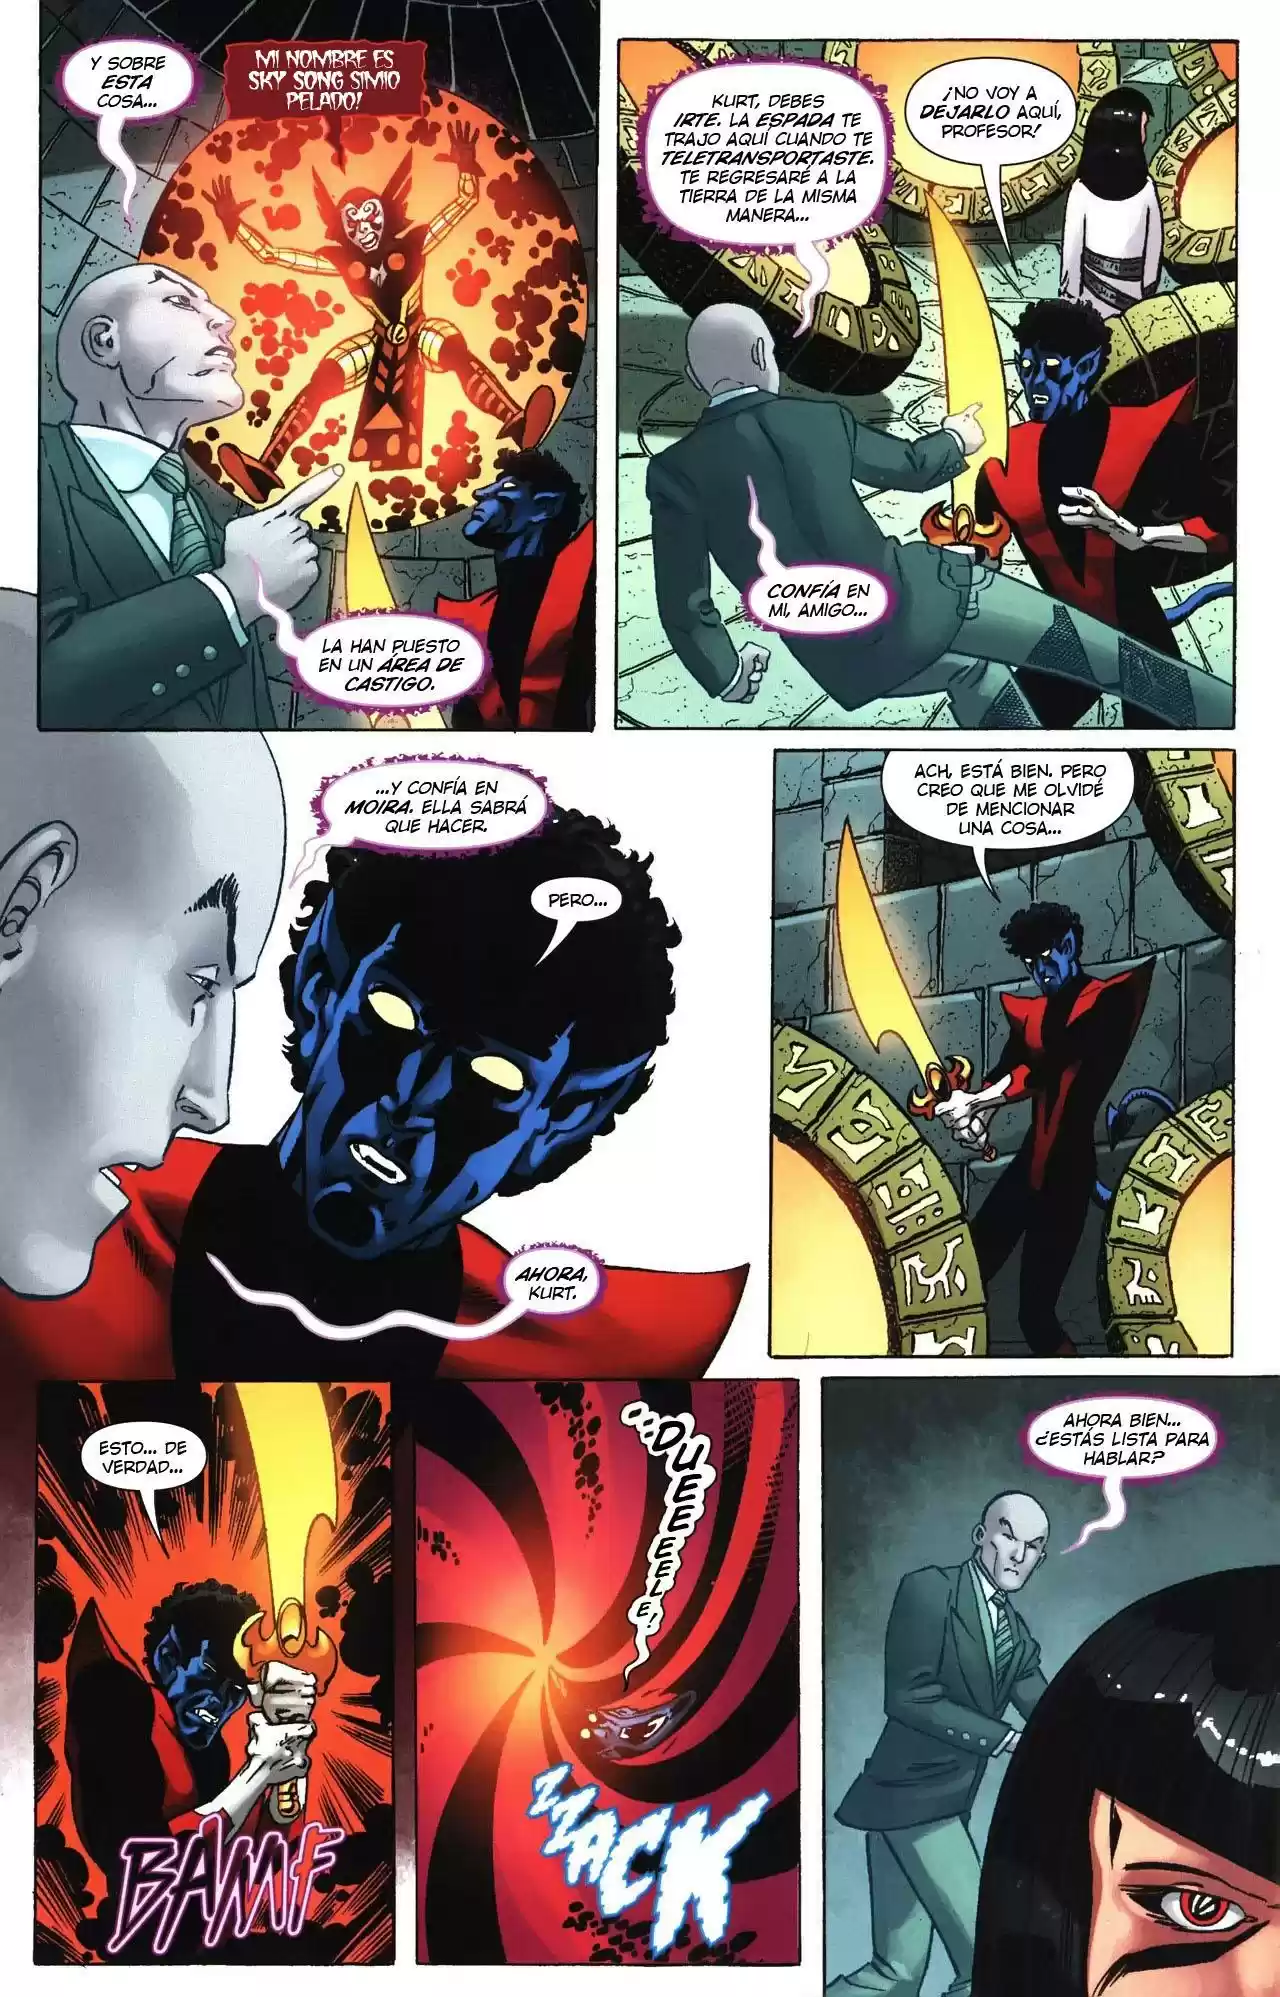 Y SOBRE
ESTA
COSA...
MI NOMBRE ES
SKY SONG SIMIO
PELADO!
LA HAN PUESTO
EN UN ÁREA DE
CASTIGO.
KURT, DEBES
IRTE. LA ESPADA TE
TRAJO AQUÍ CUANDO TE
TELETRANSPORTASTE.
TE REGRESARÉ A LA
TIERRA DE LA MISMA
MANERA...
¡NO VOY A
DEJARLO AQUÍ,
PROFESOR!
CONFÍA EN
MI, AMIGO...
...Y CONFÍA EN
MOIRA. ELLA SABRÁ
QUE HACER.
PERO...
AHORA,
KURT.
ACH, ESTÁ BIEN. PERO
CREO QUE ME OLVIDÉ
DE MENCIONAR
UNA COSA...
ESTO... DE
VERDAD...
BAMF
...DUEEEEELE!
ZZZACK
AHORA BIEN...
¿ESTÁS LISTA PARA
HABLAR?